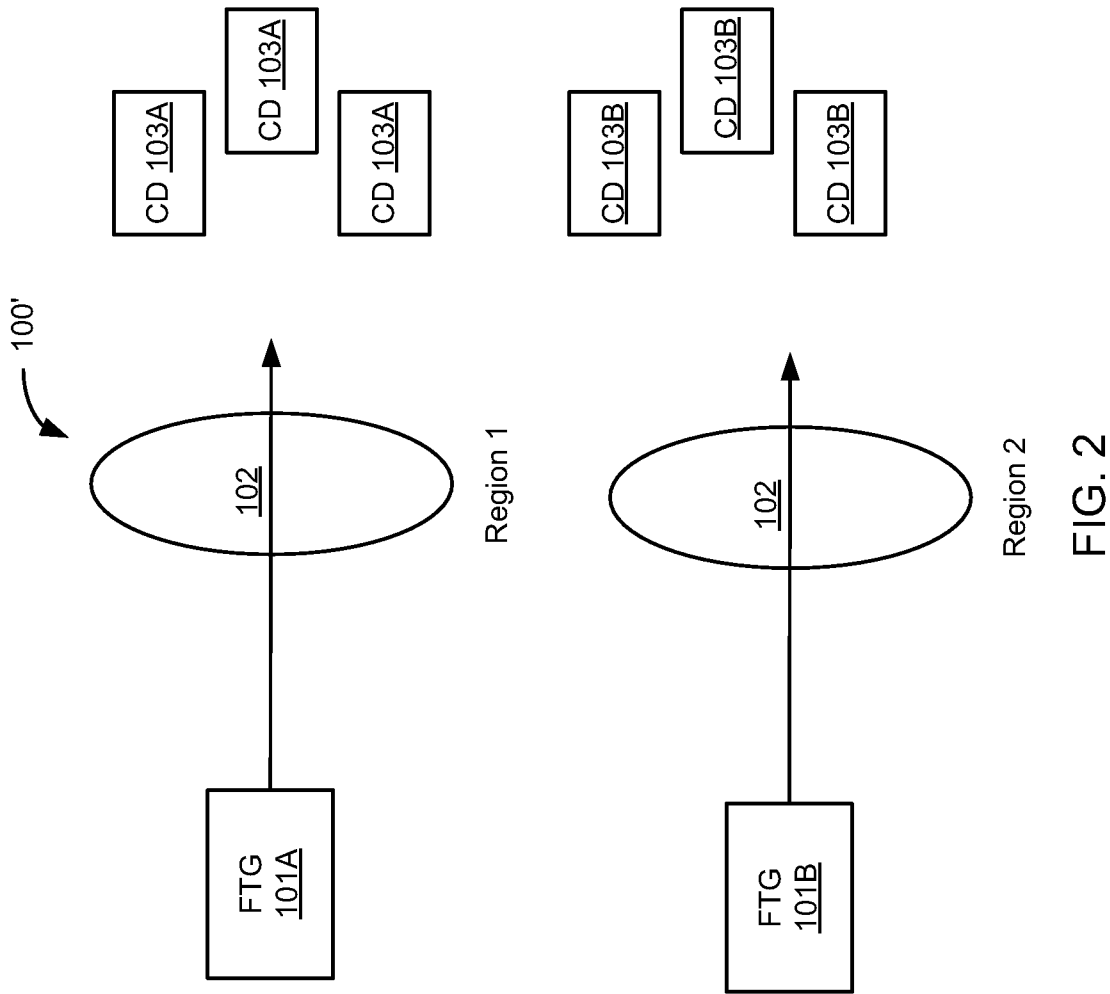 100'
FTG
101A
102
Region 1
CD 103A
CD 103A
CD 103A
FTG
101B
102
Region 2
CD 103B
CD 103B
CD 103B
FIG. 2